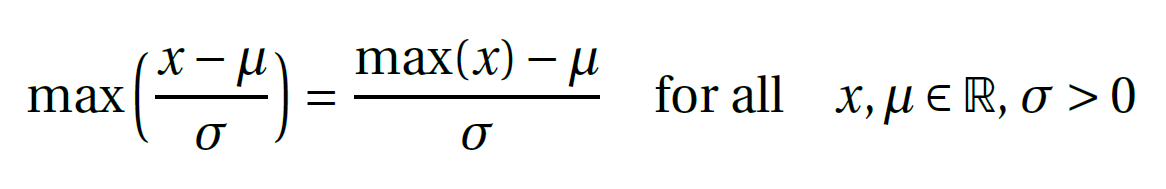 max((x − μ)/σ) = (max(x) − μ)/σ for all x, μ ∈ ℝ, σ > 0